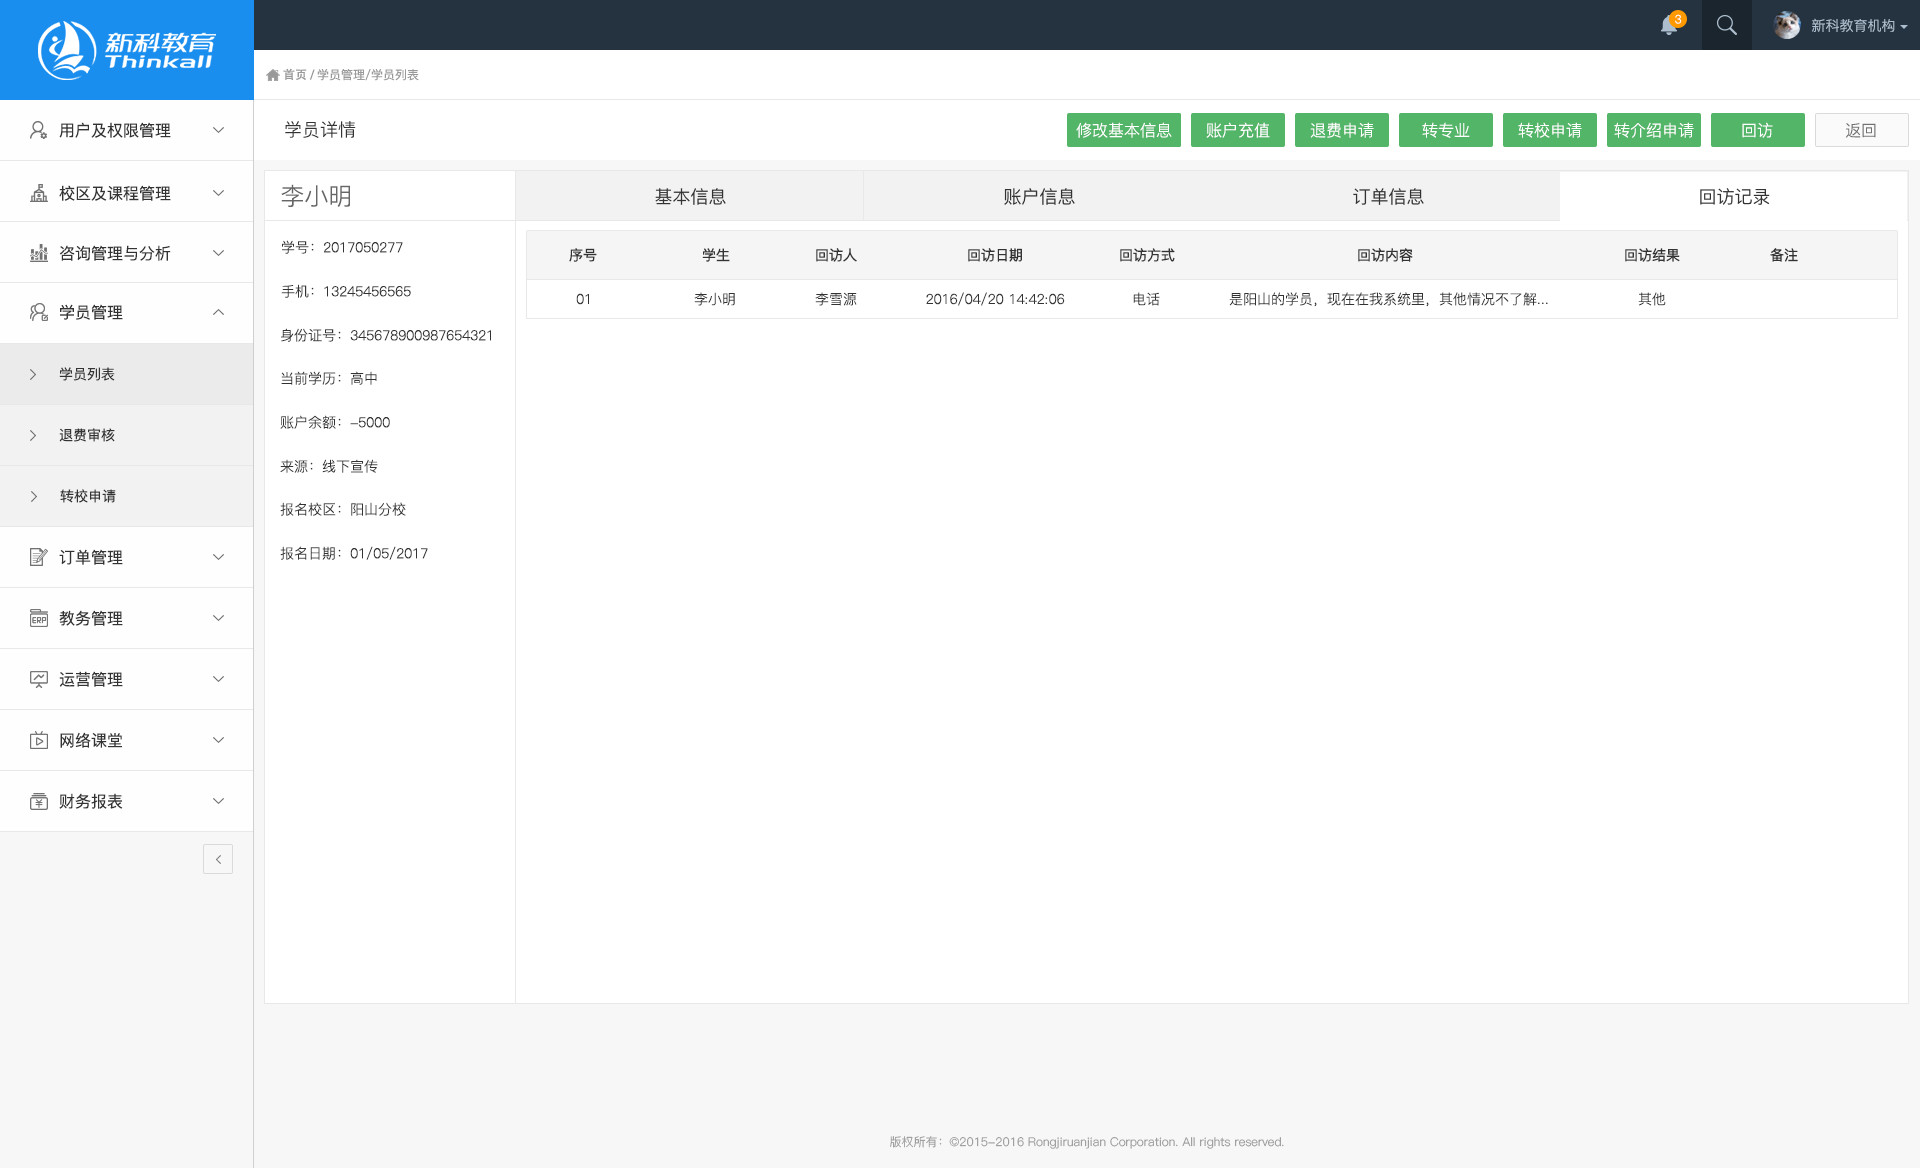 新科教育
Thinkall
3
新科教育机构
首页 / 学员管理/学员列表
用户及权限管理
校区及课程管理
咨询管理与分析
学员管理
学员列表
退费审核
转校申请
订单管理
ERP
教务管理
运营管理
网络课堂
财务报表
学员详情
修改基本信息 账户充值 退费申请 转专业 转校申请 转介绍申请 回访 返回
李小明
学号：2017050277
手机：13245456565
身份证号：345678900987654321
当前学历：高中
账户余额：-5000
来源：线下宣传
报名校区：阳山分校
报名日期：01/05/2017
基本信息 账户信息 订单信息 回访记录
序号 学生 回访人 回访日期 回访方式 回访内容 回访结果 备注
01 李小明 李雪源 2016/04/20 14:42:06 电话 是阳山的学员，现在在我系统里，其他情况不了解... 其他
版权所有：©2015-2016 Rongjiruanjian Corporation. All rights reserved.